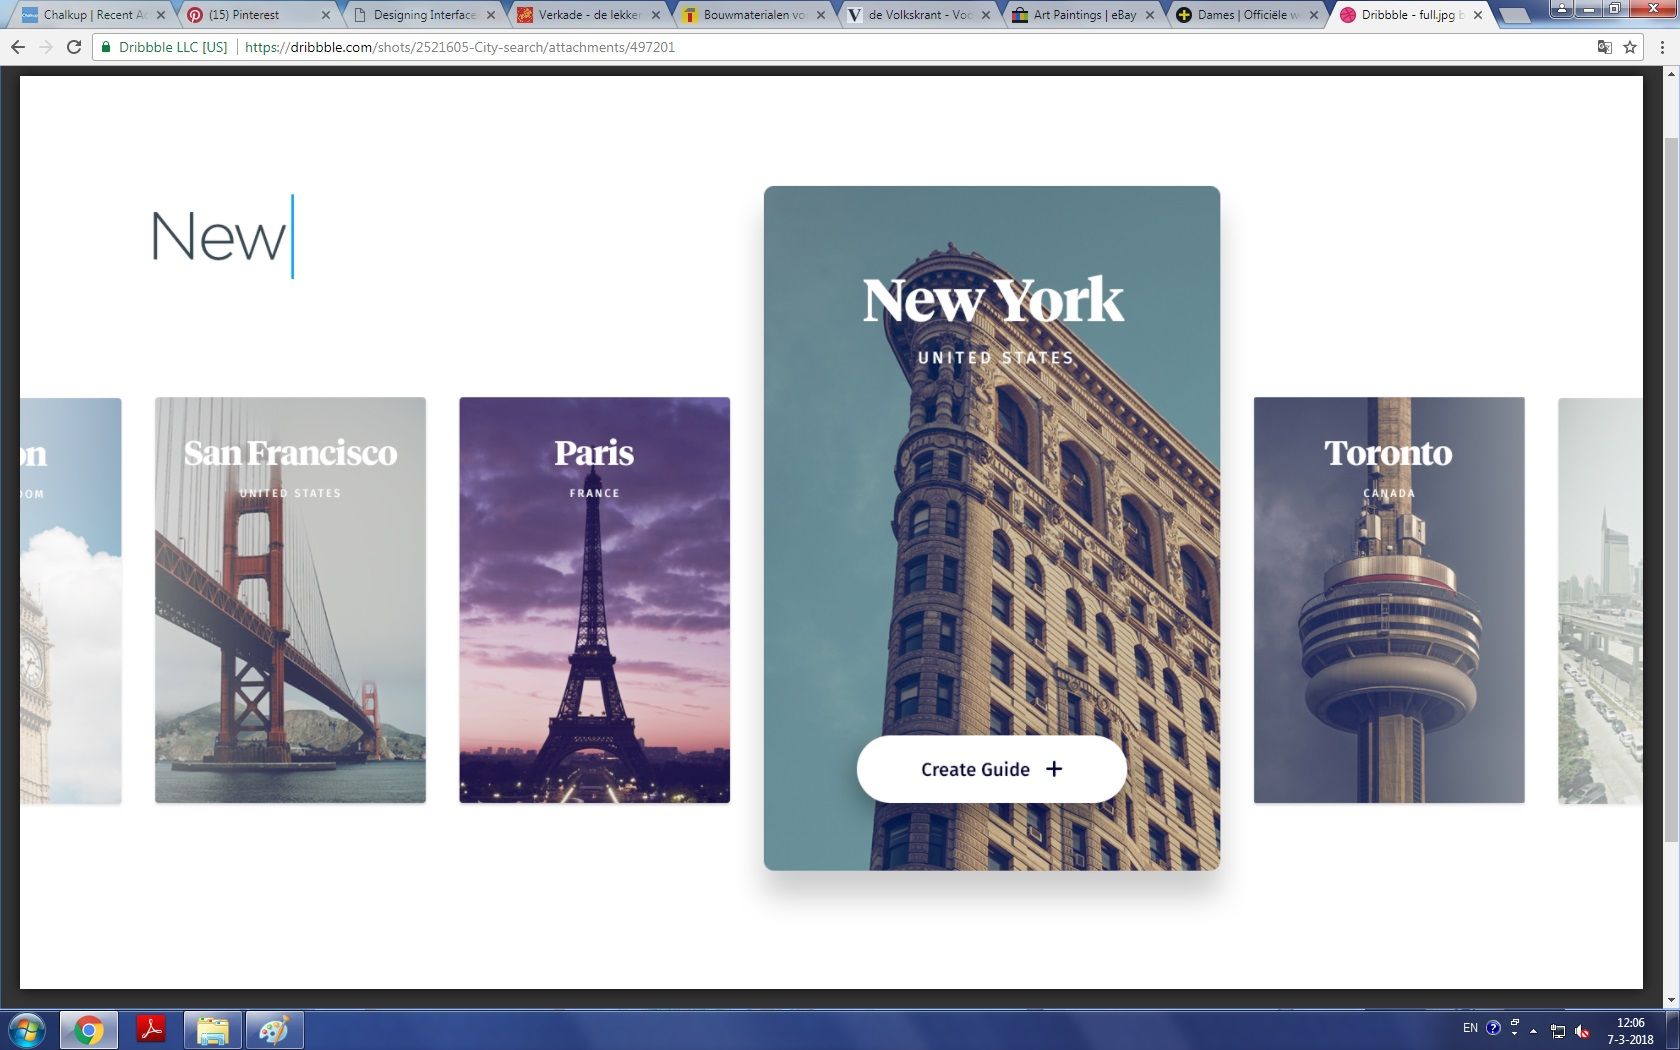 Chalkup | Recent Ac
(15) Pinterest
Designing Interface
Verkade - de lekker
Bouwmaterialen vo
de Volkskrant - Voo
Art Paintings | eBay
Dames | Officiële w
Dribbble - full.jpg b
Dribbble LLC [US]
https://dribbble.com/shots/2521605-City-search/attachments/497201
New
New York
UNITED STATES
on
DOM
San Francisco
UNITED STATES
Paris
FRANCE
Toronto
CANADA
Create Guide +
EN
12:06
7-3-2018